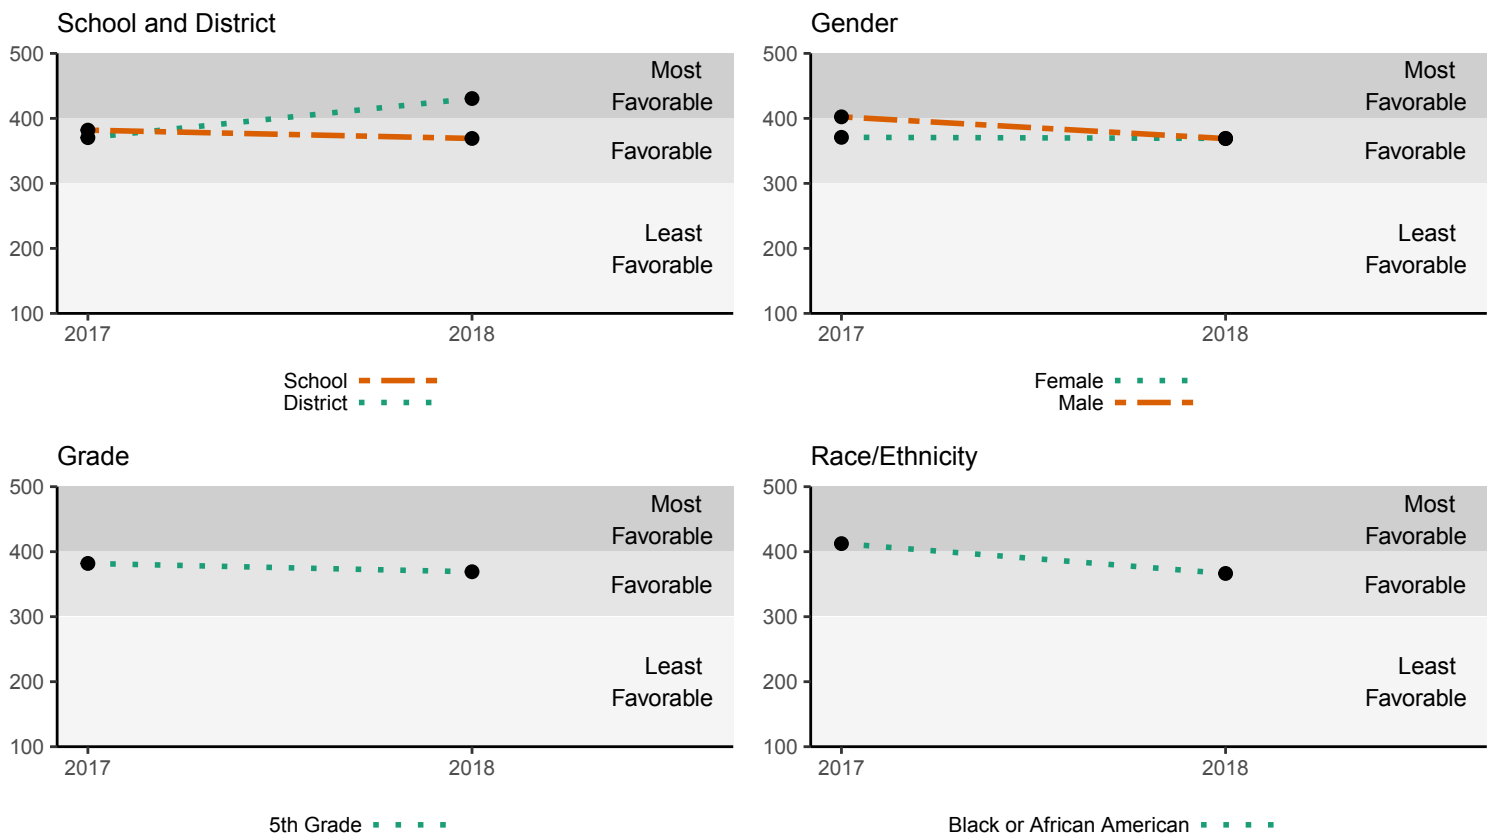 School and District
500
400
300
200
100
Most
Favorable
Favorable
Least
Favorable
2017 2018
School
District
Gender
500
400
300
200
100
Most
Favorable
Favorable
Least
Favorable
2017 2018
Female
Male
Grade
500
400
300
200
100
Most
Favorable
Favorable
Least
Favorable
2017 2018
5th Grade
Race/Ethnicity
500
400
300
200
100
Most
Favorable
Favorable
Least
Favorable
2017 2018
Black or African American